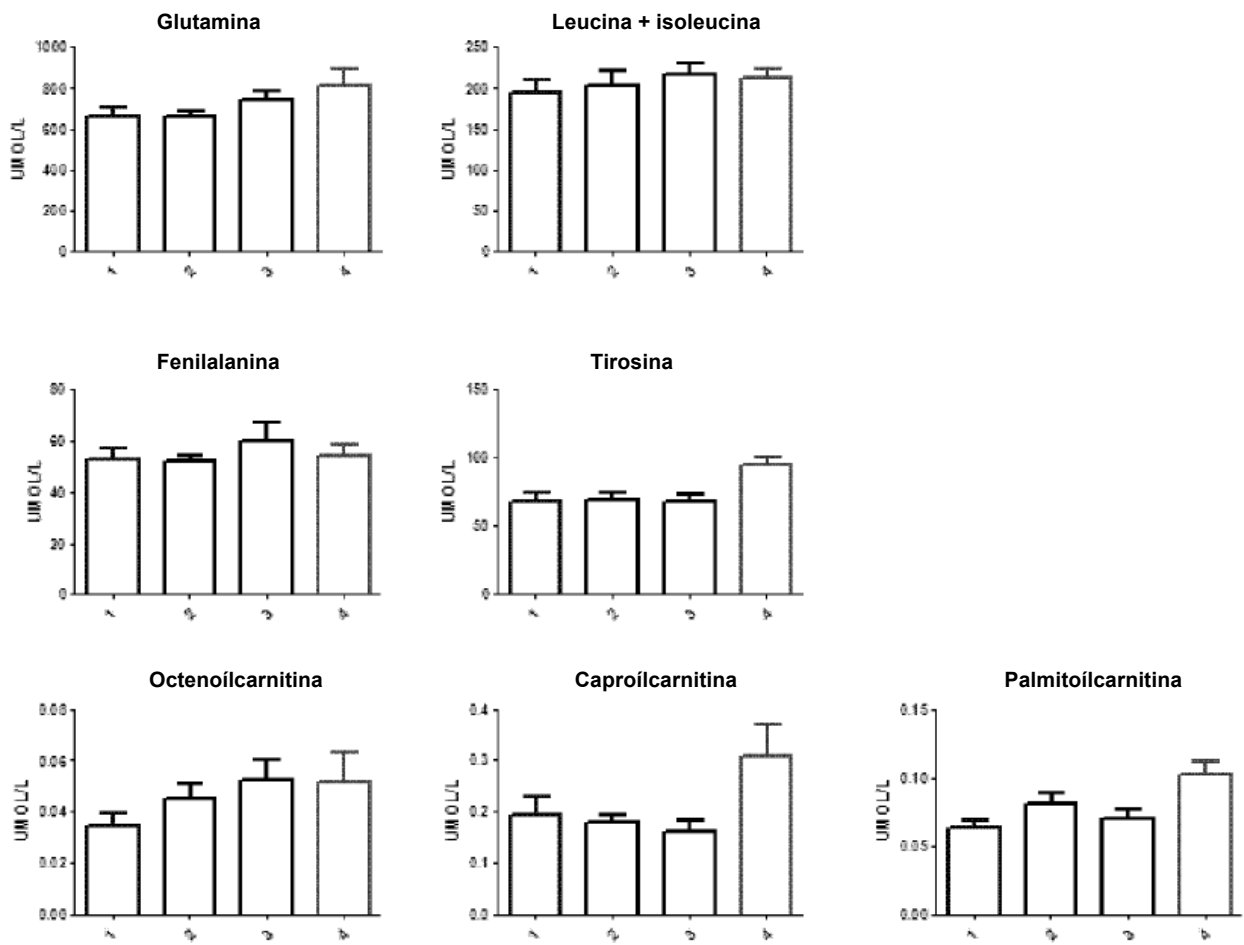 Glutamina
Leucina + isoleucina
1000
800
600
400
200
0
UMOL/L
1 2 3 4
250
200
150
100
50
0
UMOL/L
1 2 3 4
Fenilalanina
Tirosina
80
60
40
20
0
UMOL/L
1 2 3 4
150
100
50
0
UMOL/L
1 2 3 4
Octenoílcarnitina
Caproílcarnitina
Palmitoílcarnitina
0.08
0.06
0.04
0.02
0.00
UMOL/L
1 2 3 4
0.4
0.3
0.2
0.1
0.0
UMOL/L
1 2 3 4
0.15
0.10
0.05
0.00
UMOL/L
1 2 3 4